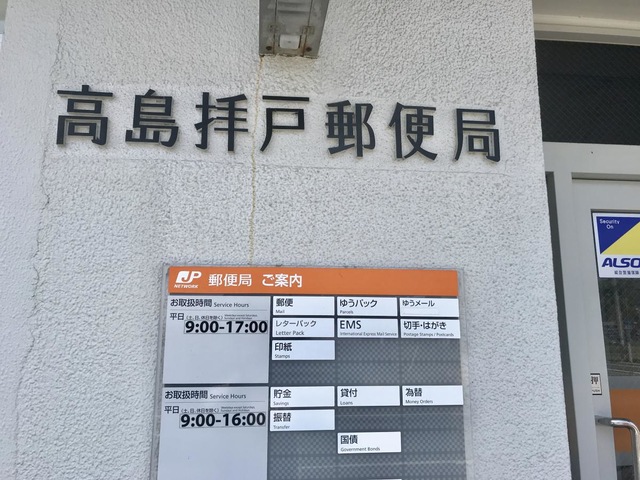 高島拝戸郵便局
JP NETWORK 郵便局 ご案内
お取扱時間 Service Hours
平日 9:00-17:00
郵便 Mail
ゆうパック Parcels
ゆうメール
レターパック Letter Pack
EMS International Express Mail Service
切手・はがき Postage Stamps / Postcards
印紙 Stamps
お取扱時間 Service Hours
平日 9:00-16:00
貯金 Savings
貸付 Loans
為替 Money Orders
振替 Transfer
国債 Government Bonds
Security On
ALSO
押